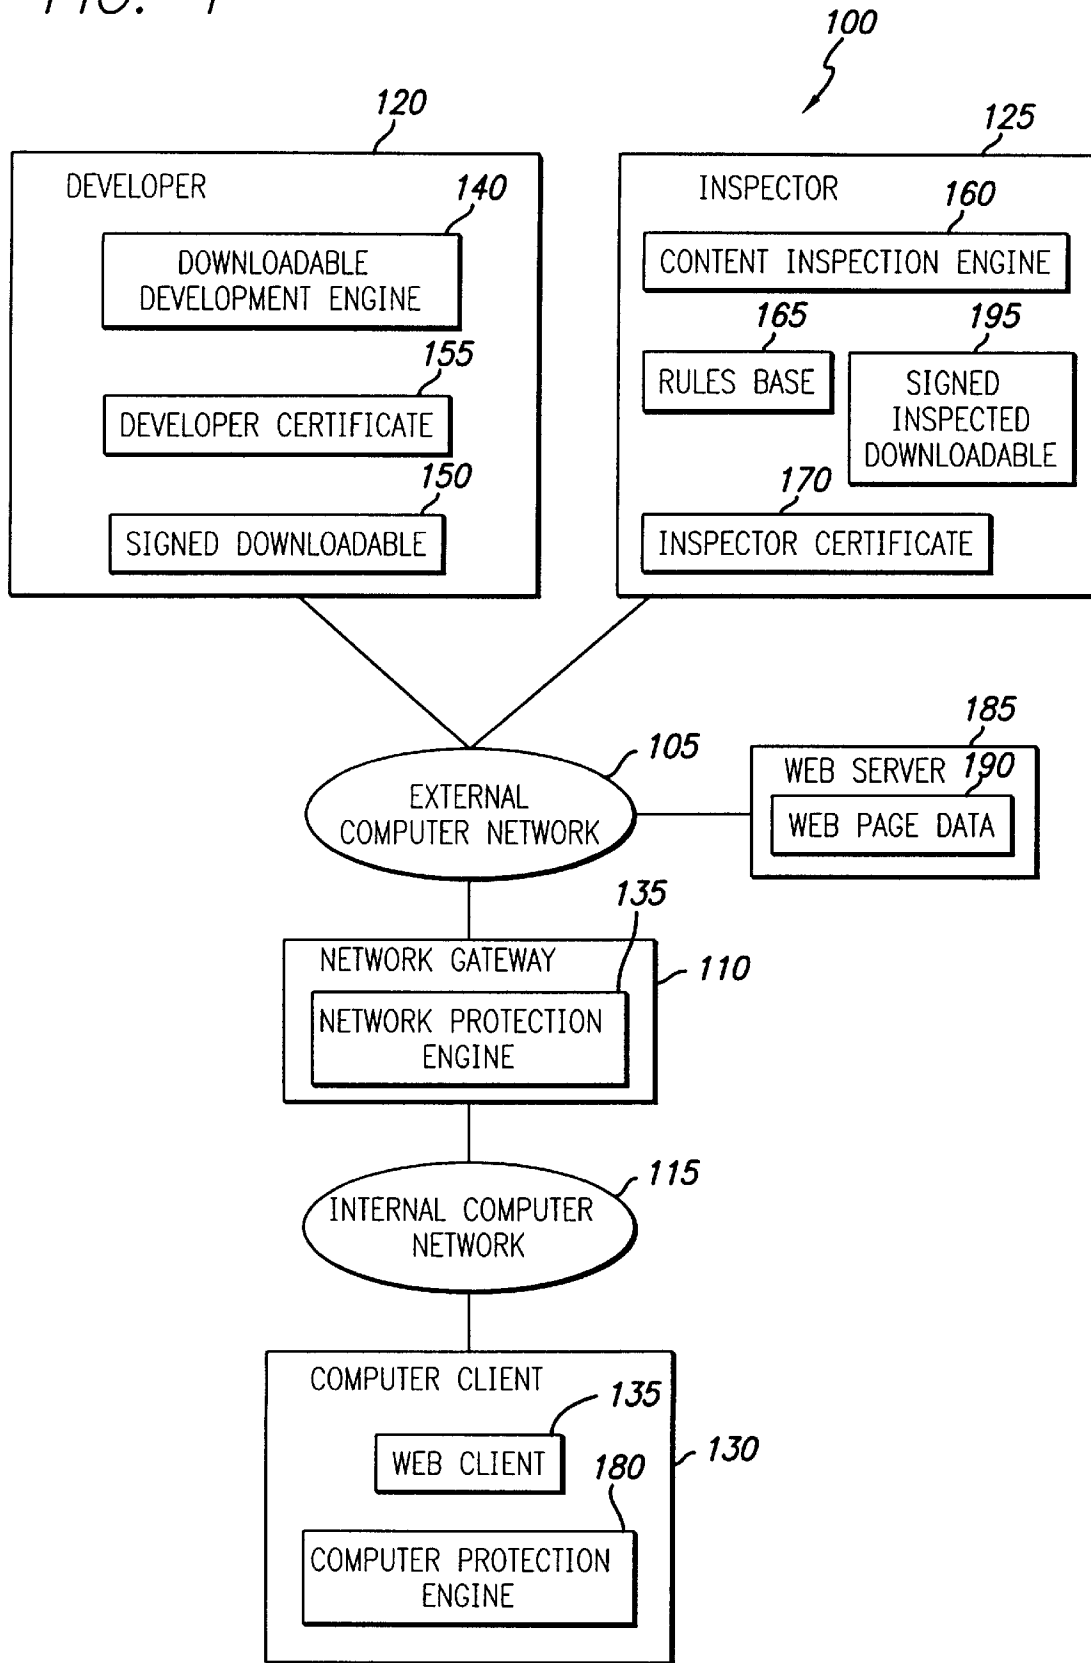 FIG. 1
100
120
DEVELOPER
140
DOWNLOADABLE
DEVELOPMENT ENGINE
155
DEVELOPER CERTIFICATE
150
SIGNED DOWNLOADABLE
125
INSPECTOR
160
CONTENT INSPECTION ENGINE
165
RULES BASE
195
SIGNED
INSPECTED
DOWNLOADABLE
170
INSPECTOR CERTIFICATE
105
EXTERNAL
COMPUTER NETWORK
185
WEB SERVER
190
WEB PAGE DATA
135
NETWORK GATEWAY
110
NETWORK PROTECTION
ENGINE
115
INTERNAL COMPUTER
NETWORK
COMPUTER CLIENT
135
WEB CLIENT
130
180
COMPUTER PROTECTION
ENGINE